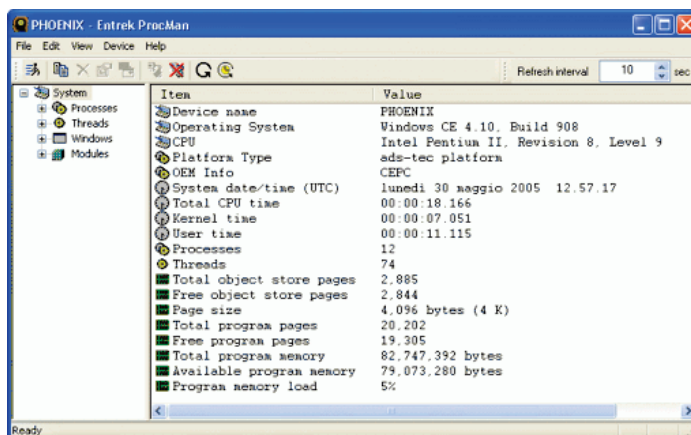 PHOENIX - Entrek ProcMan
File Edit View Device Help
Refresh interval 10 sec
System
Processes
Threads
Windows
Modules
Item Value
Device name PHOENIX
Operating System Windows CE 4.10, Build 908
CPU Intel Pentium II, Revision 8, Level 9
Platform Type ads-tec platform
OEM Info CEPC
System date/time (UTC) lunedì 30 maggio 2005 12.57.17
Total CPU time 00:00:18.166
Kernel time 00:00:07.051
User time 00:00:11.115
Processes 12
Threads 74
Total object store pages 2,885
Free object store pages 2,844
Page size 4,096 bytes (4 K)
Total program pages 20,202
Free program pages 19,305
Total program memory 82,747,392 bytes
Available program memory 79,073,280 bytes
Program memory load 5%
Ready